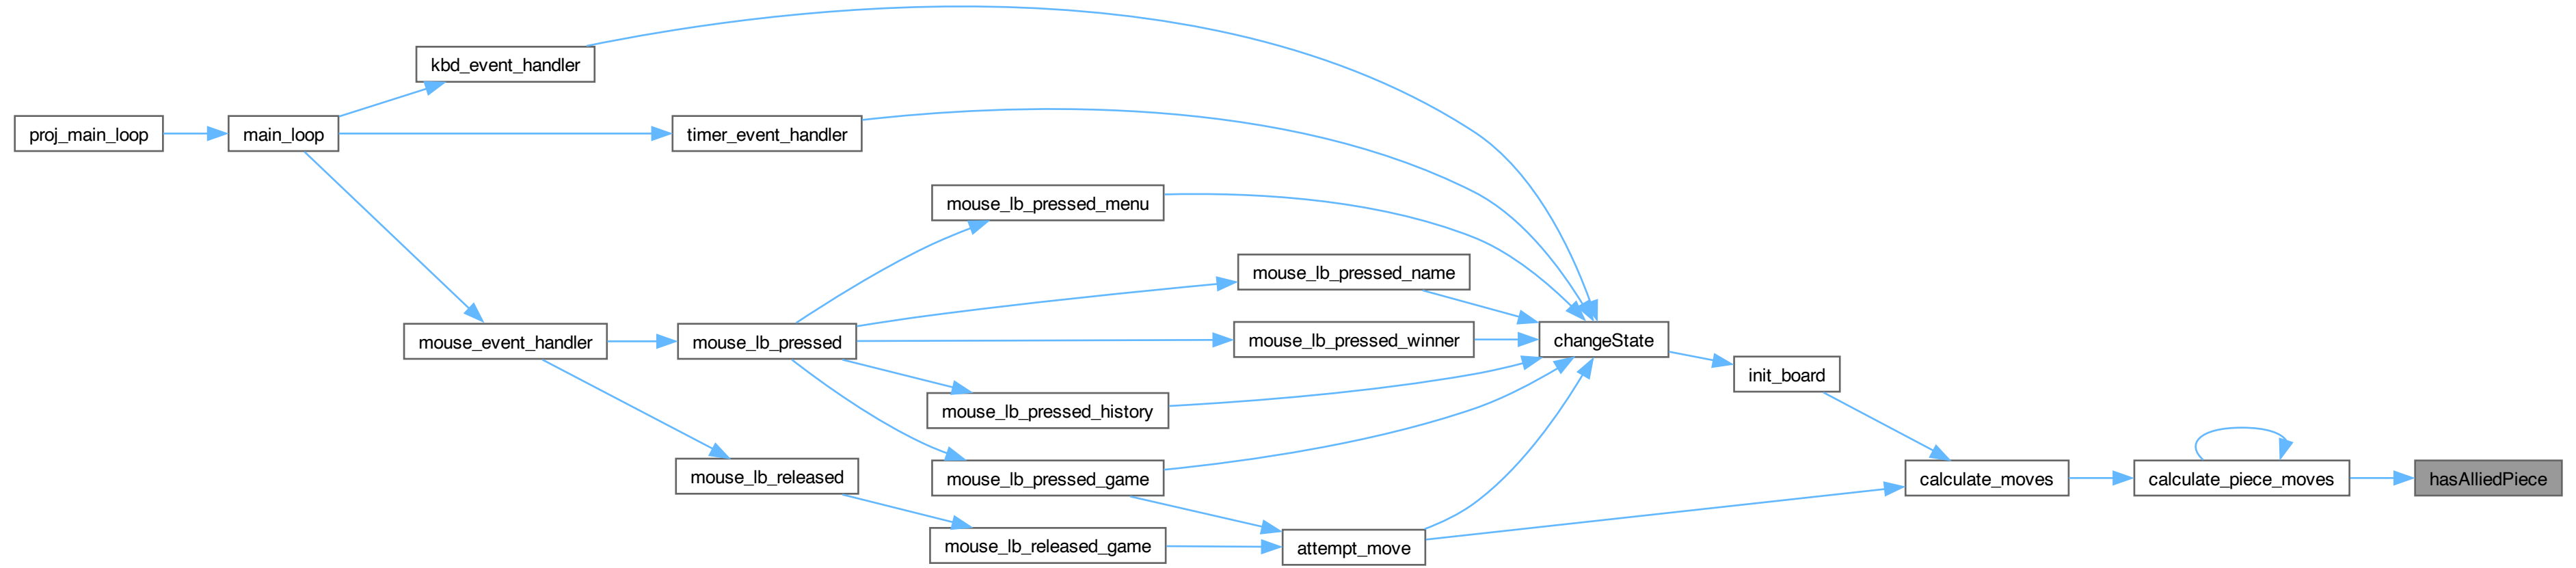 kbd_event_handler
proj_main_loop
main_loop
timer_event_handler
mouse_lb_pressed_menu
mouse_lb_pressed_name
mouse_event_handler
mouse_lb_pressed
mouse_lb_pressed_winner
changeState
init_board
mouse_lb_pressed_history
mouse_lb_released
mouse_lb_pressed_game
calculate_moves
calculate_piece_moves
hasAlliedPiece
mouse_lb_released_game
attempt_move